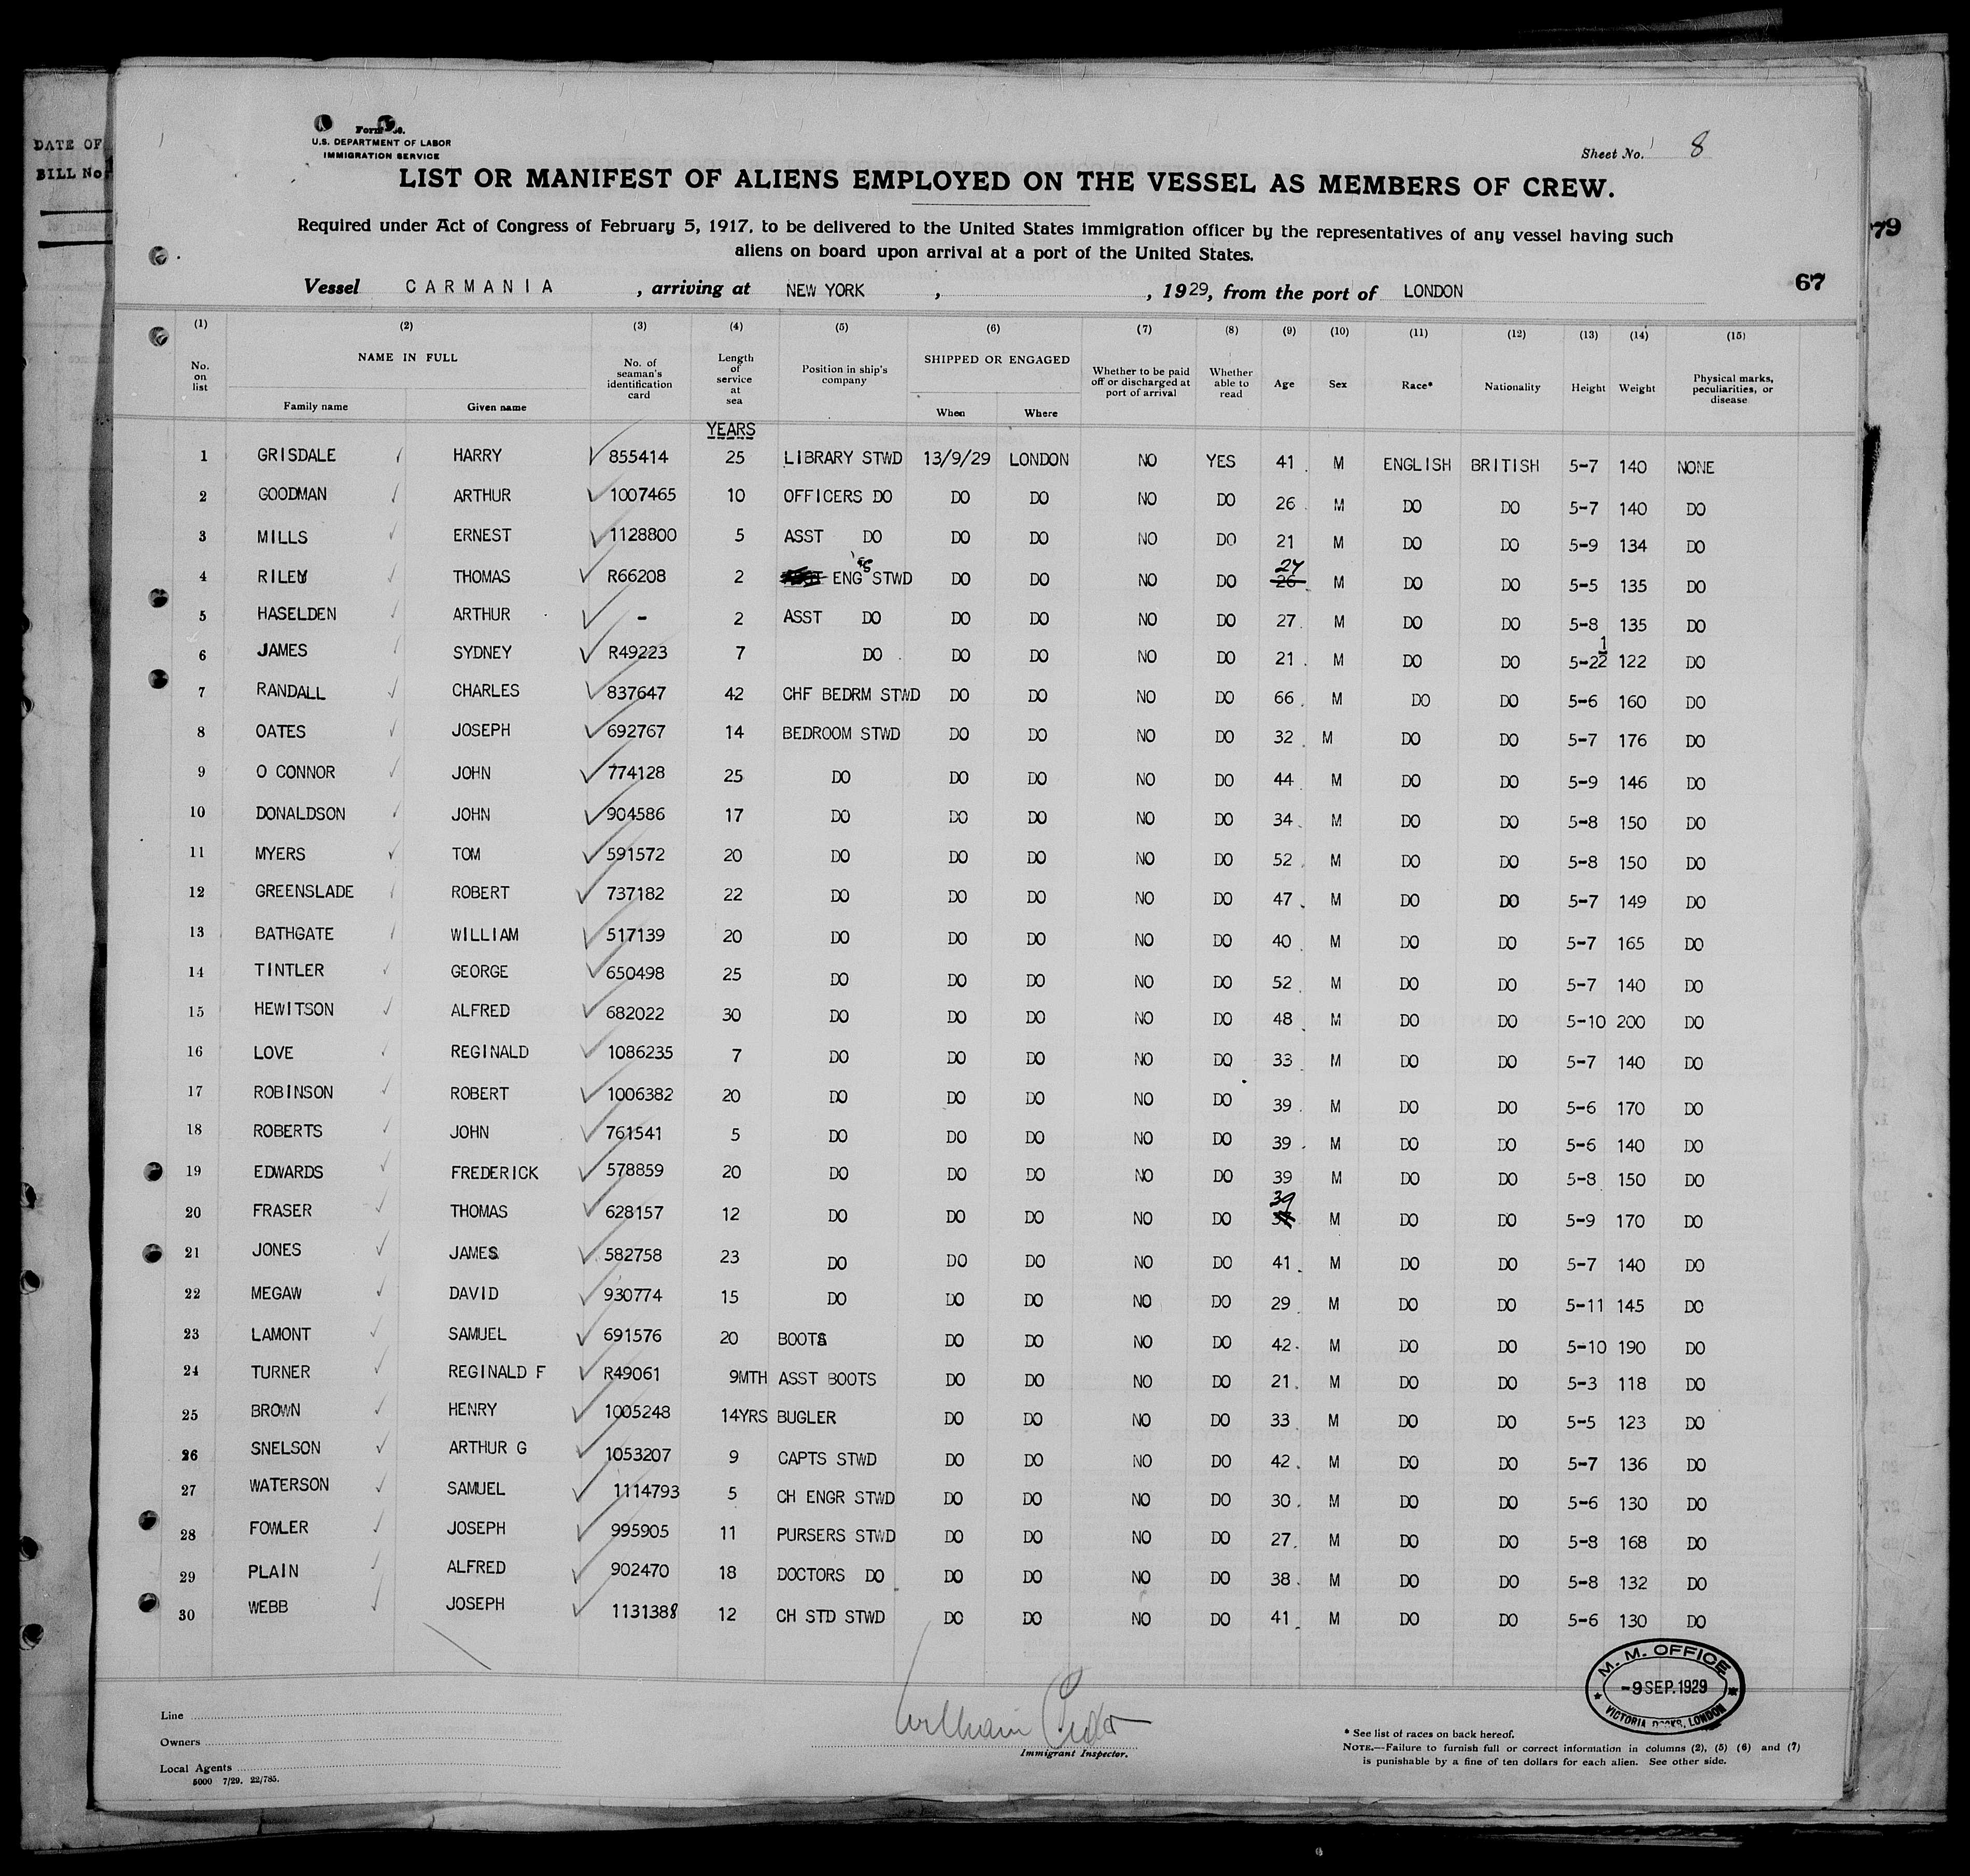 DATE OF
BILL No
U.S. DEPARTMENT OF LABOR
IMMIGRATION SERVICE
Sheet No. 8
LIST OR MANIFEST OF ALIENS EMPLOYED ON THE VESSEL AS MEMBERS OF CREW.
Required under Act of Congress of February 5, 1917, to be delivered to the United States immigration officer by the representatives of any vessel having such
aliens on board upon arrival at a port of the United States.
79
Vessel CARMANIA, arriving at NEW YORK, , 1929, from the port of LONDON
67
(1) (2) (3) (4) (5) (6) (7) (8) (9) (10) (11) (12) (13) (14) (15)
No. on list NAME IN FULL Family name Given name No. of seaman's identification card Length of service at sea Position in ship's company SHIPPED OR ENGAGED When Where Whether to be paid off or discharged at port of arrival Whether able to read Age Sex Race* Nationality Height Weight Physical marks, peculiarities, or disease
YEARS
1 GRISDALE HARRY 855414 25 LIBRARY STWD 13/9/29 LONDON NO YES 41 M ENGLISH BRITISH 5-7 140 NONE
2 GOODMAN ARTHUR 1007465 10 OFFICERS DO DO DO NO DO 26 M DO DO 5-7 140 DO
3 MILLS ERNEST 1128800 5 ASST DO DO DO NO DO 21 M DO DO 5-9 134 DO
4 RILEY THOMAS R66208 2 ENG STWD DO DO NO DO 27 26 M DO DO 5-5 135 DO
5 HASELDEN ARTHUR - 2 ASST DO DO DO NO DO 27 M DO DO 5-8 135 DO
6 JAMES SYDNEY R49223 7 DO DO DO NO DO 21 M DO DO 5-2½ 122 DO
7 RANDALL CHARLES 837647 42 CHF BEDRM STWD DO DO NO DO 66 M DO DO 5-6 160 DO
8 OATES JOSEPH 692767 14 BEDROOM STWD DO DO NO DO 32 M DO DO 5-7 176 DO
9 O CONNOR JOHN 774128 25 DO DO DO NO DO 44 M DO DO 5-9 146 DO
10 DONALDSON JOHN 904586 17 DO DO DO NO DO 34 M DO DO 5-8 150 DO
11 MYERS TOM 591572 20 DO DO DO NO DO 52 M DO DO 5-8 150 DO
12 GREENSLADE ROBERT 737182 22 DO DO DO NO DO 47 M DO DO 5-7 149 DO
13 BATHGATE WILLIAM 517139 20 DO DO DO NO DO 40 M DO DO 5-7 165 DO
14 TINTLER GEORGE 650498 25 DO DO DO NO DO 52 M DO DO 5-7 140 DO
15 HEWITSON ALFRED 682022 30 DO DO DO NO DO 48 M DO DO 5-10 200 DO
16 LOVE REGINALD 1086235 7 DO DO DO NO DO 33 M DO DO 5-7 140 DO
17 ROBINSON ROBERT 1006382 20 DO DO DO NO DO 39 M DO DO 5-6 170 DO
18 ROBERTS JOHN 761541 5 DO DO DO NO DO 39 M DO DO 5-6 140 DO
19 EDWARDS FREDERICK 578859 20 DO DO DO NO DO 39 M DO DO 5-8 150 DO
20 FRASER THOMAS 628157 12 DO DO DO NO DO 39 M DO DO 5-9 170 DO
21 JONES JAMES 582758 23 DO DO DO NO DO 41 M DO DO 5-7 140 DO
22 MEGAW DAVID 930774 15 DO DO DO NO DO 29 M DO DO 5-11 145 DO
23 LAMONT SAMUEL 691576 20 BOOTS DO DO NO DO 42 M DO DO 5-10 190 DO
24 TURNER REGINALD F R49061 9MTH ASST BOOTS DO DO NO DO 21 M DO DO 5-3 118 DO
25 BROWN HENRY 1005248 14YRS BUGLER DO DO NO DO 33 M DO DO 5-5 123 DO
26 SNELSON ARTHUR G 1053207 9 CAPTS STWD DO DO NO DO 42 M DO DO 5-7 136 DO
27 WATERSON SAMUEL 1114793 5 CH ENGR STWD DO DO NO DO 30 M DO DO 5-6 130 DO
28 FOWLER JOSEPH 995905 11 PURSERS STWD DO DO NO DO 27 M DO DO 5-8 168 DO
29 PLAIN ALFRED 902470 18 DOCTORS DO DO DO NO DO 38 M DO DO 5-8 132 DO
30 WEBB JOSEPH 1131388 12 CH STD STWD DO DO NO DO 41 M DO DO 5-6 130 DO
M. M. OFFICE
-9 SEP. 1929
VICTORIA DOCKS, LONDON
Line
Owners
Local Agents
5000 7/29. 22/785.
William
Immigrant Inspector.
* See list of races on back hereof.
NOTE.—Failure to furnish full or correct information in columns (2), (5) (6) and (7)
is punishable by a fine of ten dollars for each alien. See other side.